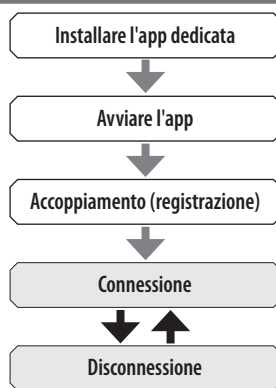 Installare l'app dedicata
Avviare l'app
Accoppiamento (registrazione)
Connessione
Disconnessione